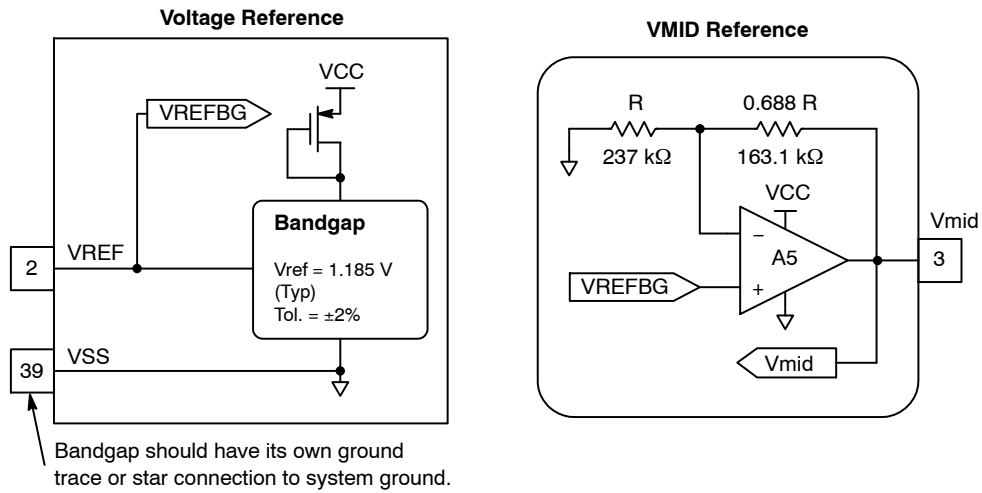 Voltage Reference
VCC
VREFBG
Bandgap
Vref = 1.185 V
(Typ)
Tol. = ±2%
2
VREF
39
VSS
Bandgap should have its own ground
trace or star connection to system ground.
VMID Reference
R
0.688 R
237 kΩ
163.1 kΩ
VCC
Vmid
−
A5
3
VREFBG
+
Vmid